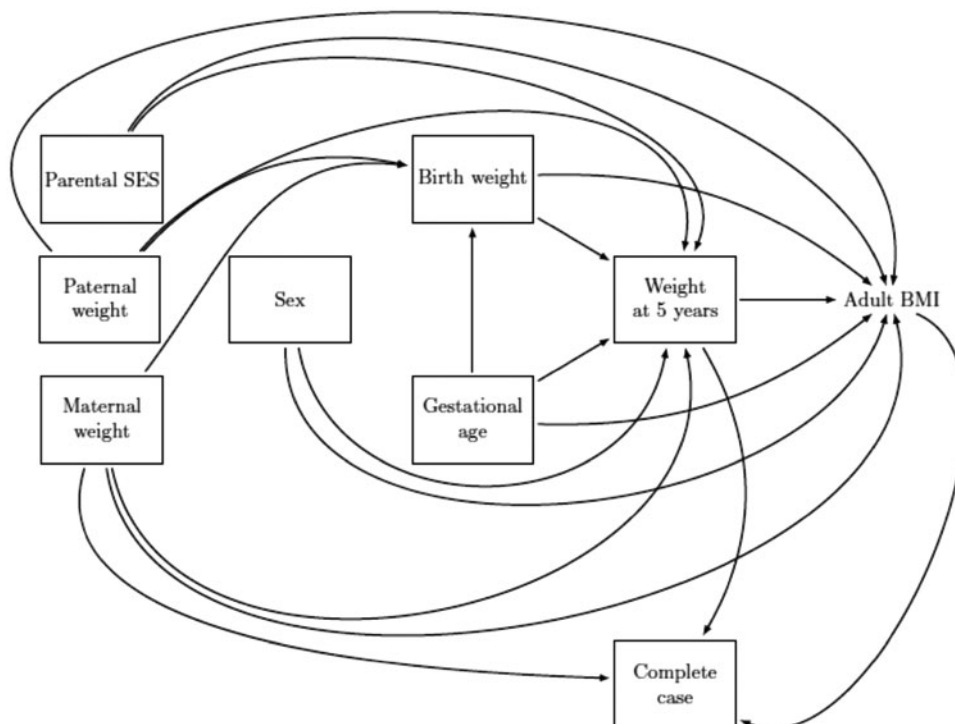 Parental SES
Birth weight
Paternal
weight
Sex
Weight
at 5 years
Adult BMI
Maternal
weight
Gestational
age
Complete
case